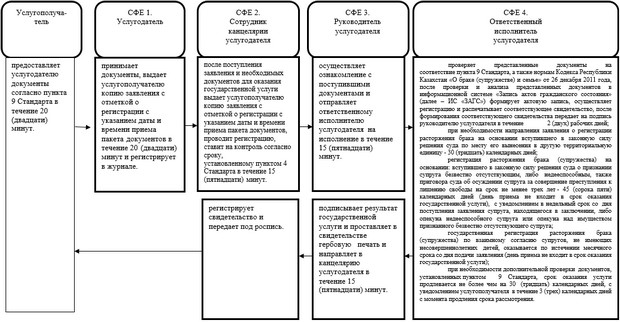 Услугополуча-
тель
предоставляет
услугодателю
документы
согласно пункта
9 Стандарта в
течение 20
(двадцати)
минут.
СФЕ 1.
Услугодатель
принимает
документы, выдает
услугополучателю
копию заявления с
отметкой о
регистрации с
указанием даты и
времени приема
пакета документов в
течение 20 (двадцати)
минут и регистрирует
в журнале.
СФЕ 2.
Сотрудник
канцелярии
услугодателя
после поступления
заявления и необходимых
документов для оказания
государственной услуги
выдает услугополучателю
копию заявления с
отметкой о регистрации с
указанием даты и времени
приема пакета документов,
проводит регистрацию,
ставит на контроль согласно
сроку,
установленному пунктом 4
Стандарта в течение 15
(пятнадцати) минут.
регистрирует
свидетельство и
передает под роспись.
СФЕ 3.
Руководитель
услугодателя
осуществляет
ознакомление с
поступившими
документами и
отправляет
ответственному
исполнителю
услугодателя на
исполнение в течение
15 (пятнадцати)
минут.
подписывает результат
государственной
услуги и проставляет в
свидетельстве
гербовую печать и
направляет в
канцелярию
услугодателя в
течение 15
(пятнадцати) минут.
СФЕ 4.
Ответственный
исполнитель
услугодателя
проверяет представленные документы на
соответствие пункта 9 Стандарта, а также нормам Кодекса Республики
Казахстан «О браке (супружестве) и семье» от 26 декабря 2011 года,
после проверки и анализа представленных документов в
информационной системе «Запись актов гражданского состояния»
(далее – ИС «ЗАГС») формирует актовую запись, осуществляет
регистрацию и распечатывает соответствующее свидетельство, после
формирования соответствующего свидетельства передает на подпись
руководителю услугодателя в течение 2 (двух) рабочих дней;
при необходимости направления заявления о регистрации
расторжения брака на основании вступившего в законную силу
решения суда по месту его вынесения в другую территориальную
единицу - 30 (тридцать) календарных дней;
регистрация расторжения брака (супружества) на
основании: вступившего в законную силу решения суда о признании
супруга безвестно отсутствующим, либо недееспособным, также
приговора суда об осуждении супруга за совершение преступления к
лишению свободы на срок не менее трех лет - 45 (сорока пяти)
календарных дней (день приема не входит в срок оказания
государственной услуги), с уведомлением в недельный срок со дня
поступления заявления супруга, находящегося в заключении, либо
опекуна недееспособного супруга или опекуна над имуществом
признанного безвестно отсутствующим супруга;
государственная регистрация расторжения брака
(супружества) по взаимному согласию супругов, не имеющих
несовершеннолетних детей, оказывается по истечении месячного
срока со дня подачи заявления (день приема не входит в срок оказания
государственной услуги);
при необходимости дополнительной проверки документов,
установленных пунктом 9 Стандарта, срок оказания услуги
продлевается не более чем на 30 (тридцать) календарных дней, с
уведомлением услугополучателя в течение 3 (трех) календарных дней
с момента продления срока рассмотрения.